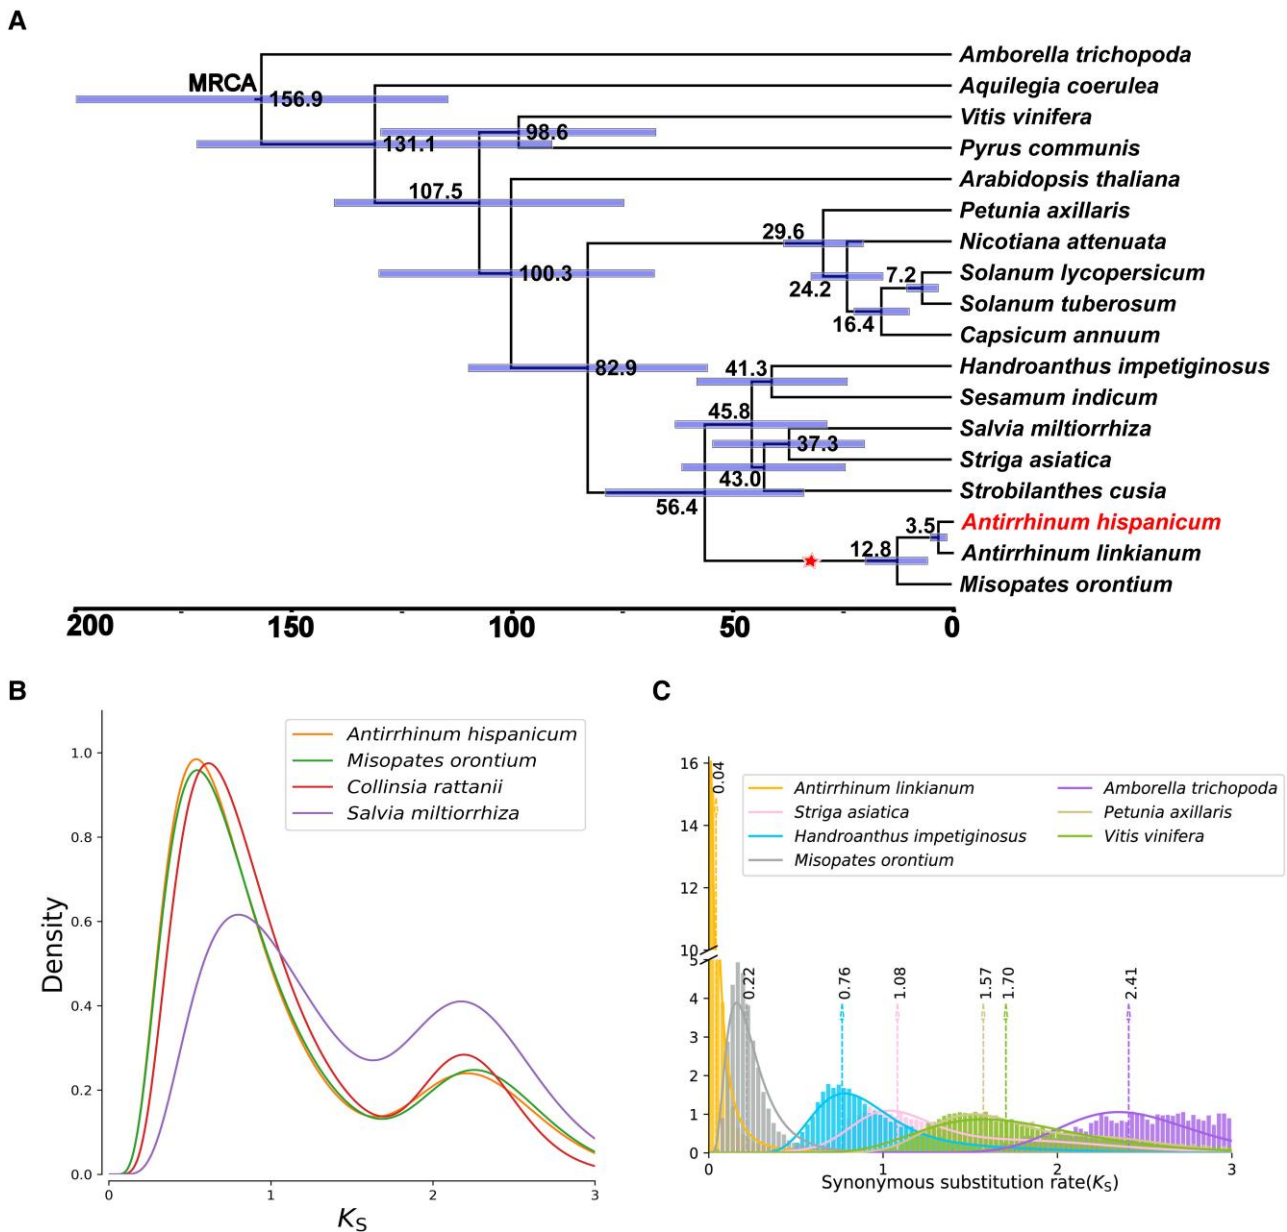 A
Amborella trichopoda
MRCA
156.9
Aquilegia coerulea
Vitis vinifera
98.6
131.1
Pyrus communis
107.5
Arabidopsis thaliana
Petunia axillaris
29.6
Nicotiana attenuata
100.3
7.2
Solanum lycopersicum
24.2
Solanum tuberosum
16.4
Capsicum annuum
82.9
41.3
Handroanthus impetiginosus
Sesamum indicum
45.8
Salvia miltiorrhiza
37.3
Striga asiatica
43.0
Strobilanthes cusia
56.4
3.5
Antirrhinum hispanicum
12.8
Antirrhinum linkianum
Misopates orontium
200 150 100 50 0
B
Antirrhinum hispanicum
Misopates orontium
Collinsia rattanii
Salvia miltiorrhiza
1.0
0.8
0.6
0.4
0.2
0.0
Density
0 1 2 3
KS
C
16
14
12
10
5
4
3
2
1
0
0.04
Antirrhinum linkianum
Striga asiatica
Handroanthus impetiginosus
Misopates orontium
Amborella trichopoda
Petunia axillaris
Vitis vinifera
0.22
0.76
1.08
1.57
1.70
2.41
0 1 2 3
Synonymous substitution rate(KS)